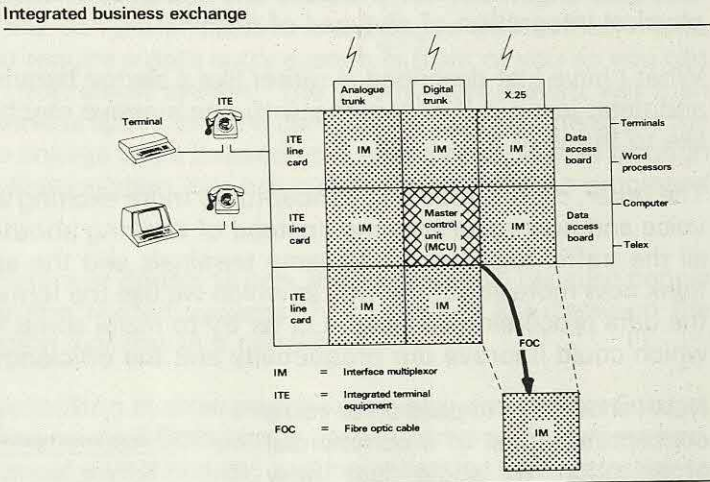 Integrated business exchange
Analogue trunk
Digital trunk
X.25
Terminal
ITE
ITE line card
IM
IM
IM
Data access board
Terminals
Word processors
ITE line card
IM
Master control unit (MCU)
IM
Data access board
Computer
Telex
ITE line card
IM
IM
FOC
IM = Interface multiplexor
ITE = Integrated terminal equipment
FOC = Fibre optic cable
IM